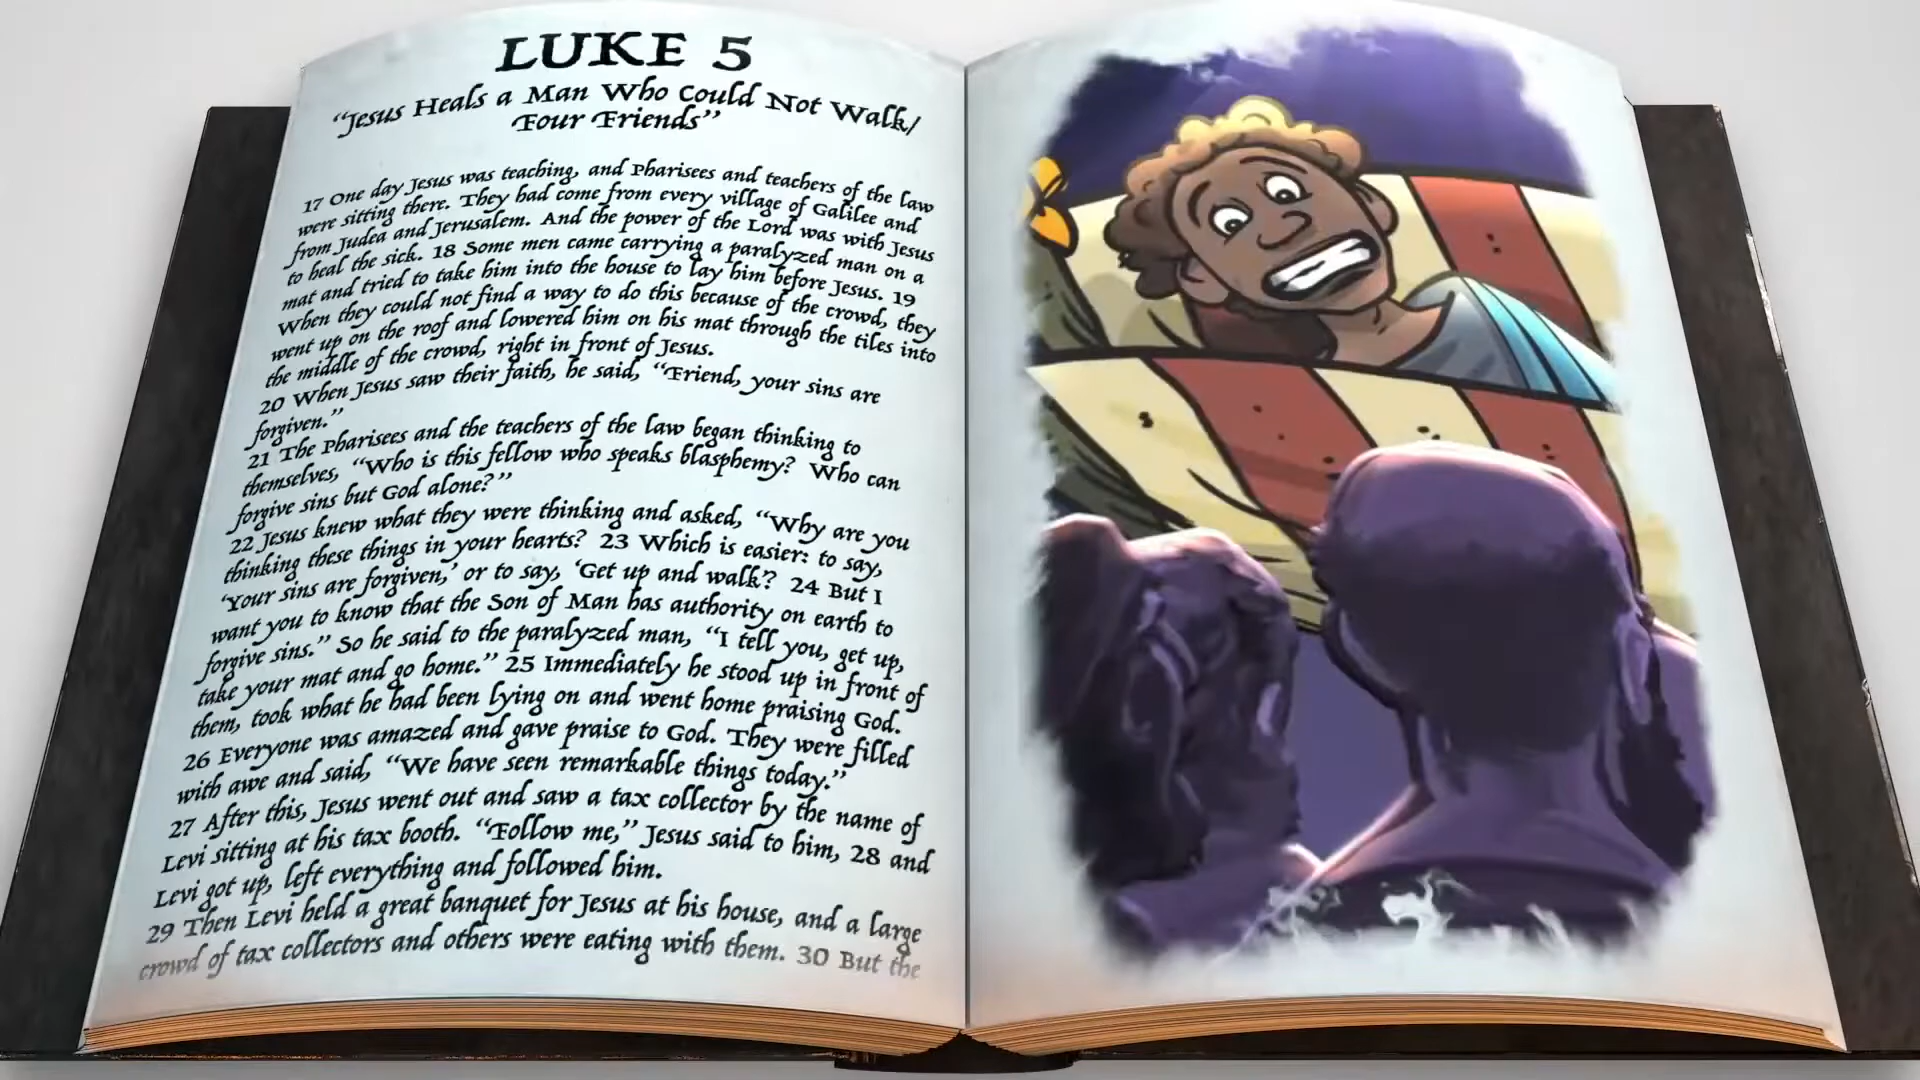 LUKE 5
“Jesus Heals a Man Who Could Not Walk/
Four Friends”
17 One day Jesus was teaching, and Pharisees and teachers of the law
were sitting there. They had come from every village of Galilee and
from Judea and Jerusalem. And the power of the Lord was with Jesus
to heal the sick. 18 Some men came carrying a paralyzed man on a
mat and tried to take him into the house to lay him before Jesus. 19
When they could not find a way to do this because of the crowd, they
went up on the roof and lowered him on his mat through the tiles into
the middle of the crowd, right in front of Jesus.
20 When Jesus saw their faith, he said, “Friend, your sins are
forgiven.”
21 The Pharisees and the teachers of the law began thinking to
themselves, “Who is this fellow who speaks blasphemy? Who can
forgive sins but God alone?”
22 Jesus knew what they were thinking and asked, “Why are you
thinking these things in your hearts? 23 Which is easier: to say,
‘Your sins are forgiven,’ or to say, ‘Get up and walk’? 24 But I
want you to know that the Son of Man has authority on earth to
forgive sins.” So he said to the paralyzed man, “I tell you, get up,
take your mat and go home.” 25 Immediately he stood up in front of
them, took what he had been lying on and went home praising God.
26 Everyone was amazed and gave praise to God. They were filled
with awe and said, “We have seen remarkable things today.”
27 After this, Jesus went out and saw a tax collector by the name of
Levi sitting at his tax booth. “Follow me,” Jesus said to him, 28 and
Levi got up, left everything and followed him.
29 Then Levi held a great banquet for Jesus at his house, and a large
crowd of tax collectors and others were eating with them. 30 But the